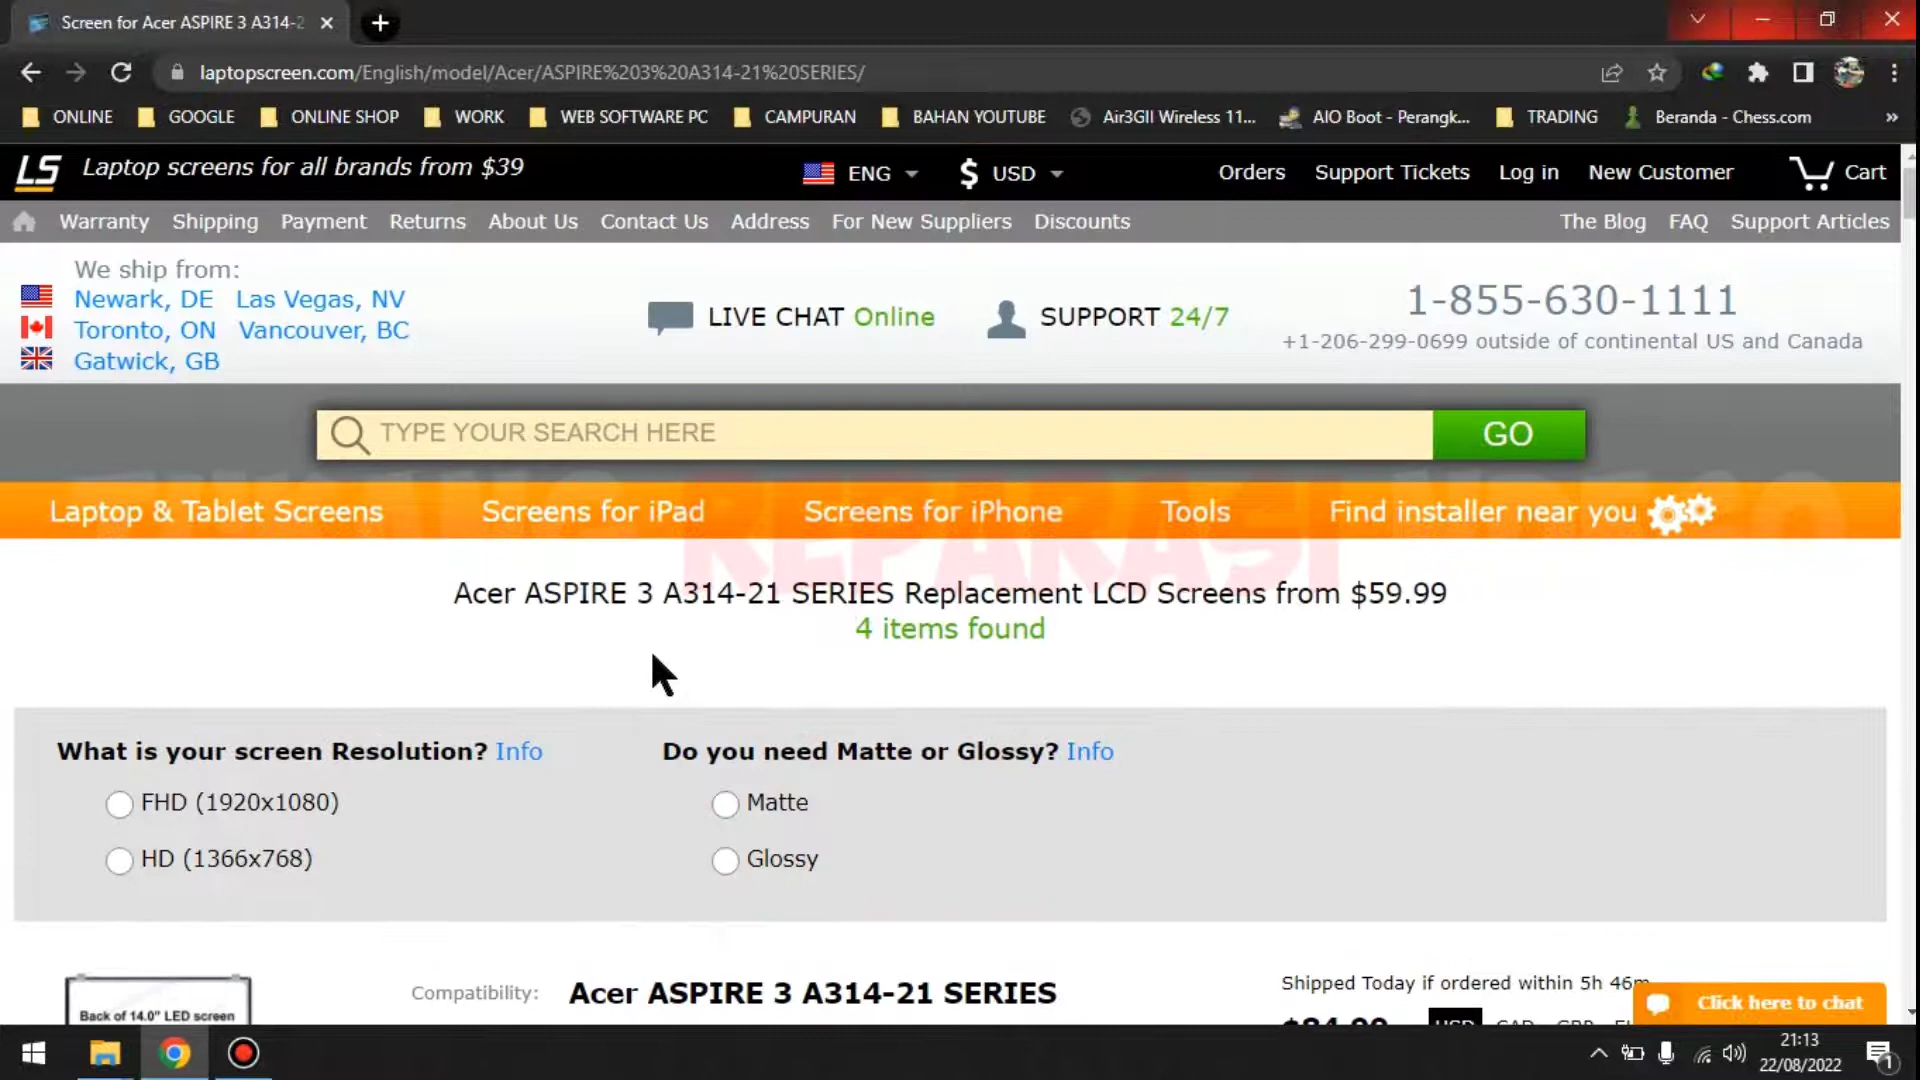 Screen for Acer ASPIRE 3 A314-2
laptopscreen.com/English/model/Acer/ASPIRE%203%20A314-21%20SERIES/
ONLINE GOOGLE ONLINE SHOP WORK WEB SOFTWARE PC CAMPURAN BAHAN YOUTUBE Air3GII Wireless 11... AIO Boot - Perangk... TRADING Beranda - Chess.com »
LS Laptop screens for all brands from $39 ENG $ USD Orders Support Tickets Log in New Customer Cart
Warranty Shipping Payment Returns About Us Contact Us Address For New Suppliers Discounts The Blog FAQ Support Articles
We ship from:
Newark, DE Las Vegas, NV
Toronto, ON Vancouver, BC
Gatwick, GB
LIVE CHAT Online SUPPORT 24/7
1-855-630-1111
+1-206-299-0699 outside of continental US and Canada
TYPE YOUR SEARCH HERE GO
Laptop & Tablet Screens Screens for iPad Screens for iPhone Tools Find installer near you
REPARASI
Acer ASPIRE 3 A314-21 SERIES Replacement LCD Screens from $59.99
4 items found
What is your screen Resolution? Info
FHD (1920x1080)
HD (1366x768)
Do you need Matte or Glossy? Info
Matte
Glossy
Back of 14.0" LED screen
Compatibility: Acer ASPIRE 3 A314-21 SERIES
Shipped Today if ordered within 5h 46m
$84.99 USD CAD GBP
Click here to chat
21:13
22/08/2022
1